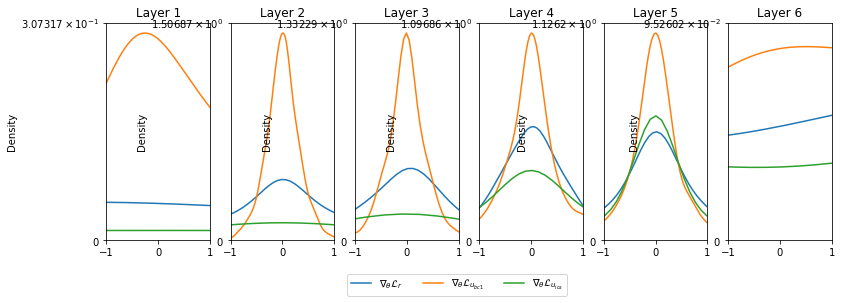 Layer 1 Layer 2 Layer 3 Layer 4 Layer 5 Layer 6
3.07317 × 10⁻¹ 1.50687 × 10⁰ 1.33229 × 10⁰ 1.09686 × 10⁰ 1.1262 × 10⁰ 9.52602 × 10⁻²
Density Density Density Density Density Density
0 0 0 0 0 0
−1 0 1 −1 0 1 −1 0 1 −1 0 1 −1 0 1 −1 0 1
∇θℒr ∇θℒu_bc1 ∇θℒu_ics